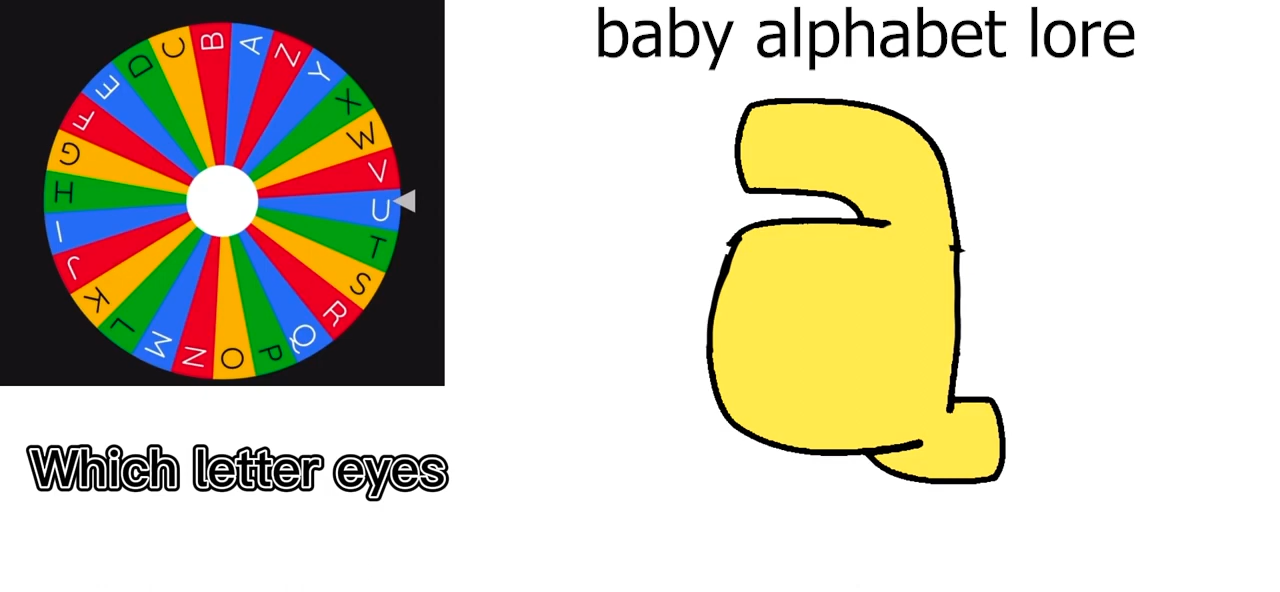 baby alphabet lore
A
Z
Y
X
W
V
U
T
S
R
Q
P
O
N
M
L
K
J
I
H
G
F
E
D
C
B
a
Which letter eyes